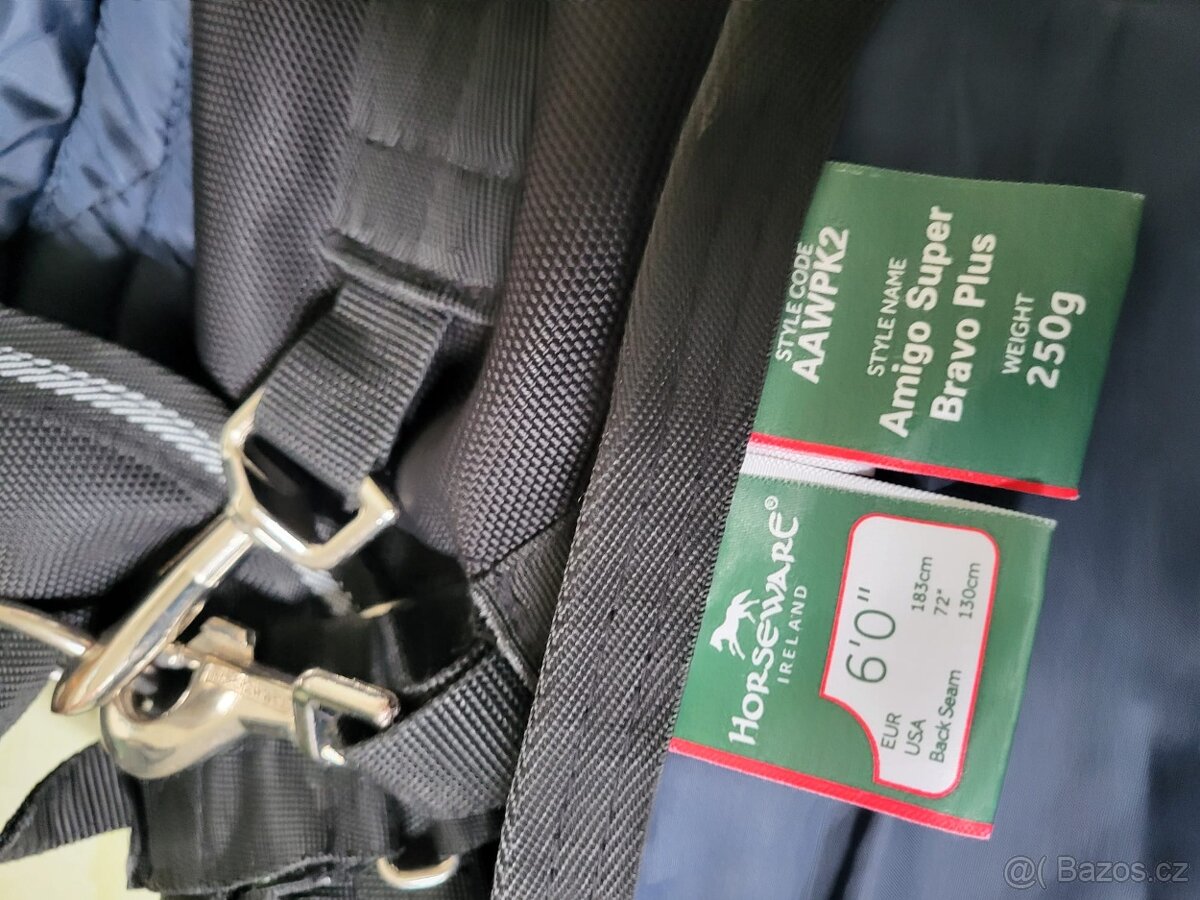 STYLE CODE
AAWPK2
STYLE NAME
Amigo Super
Bravo Plus
WEIGHT
250g
HORSEWARE®
IRELAND
6'0"
EUR 183cm
USA 72"
Back Seam 130cm
@( Bazos.cz